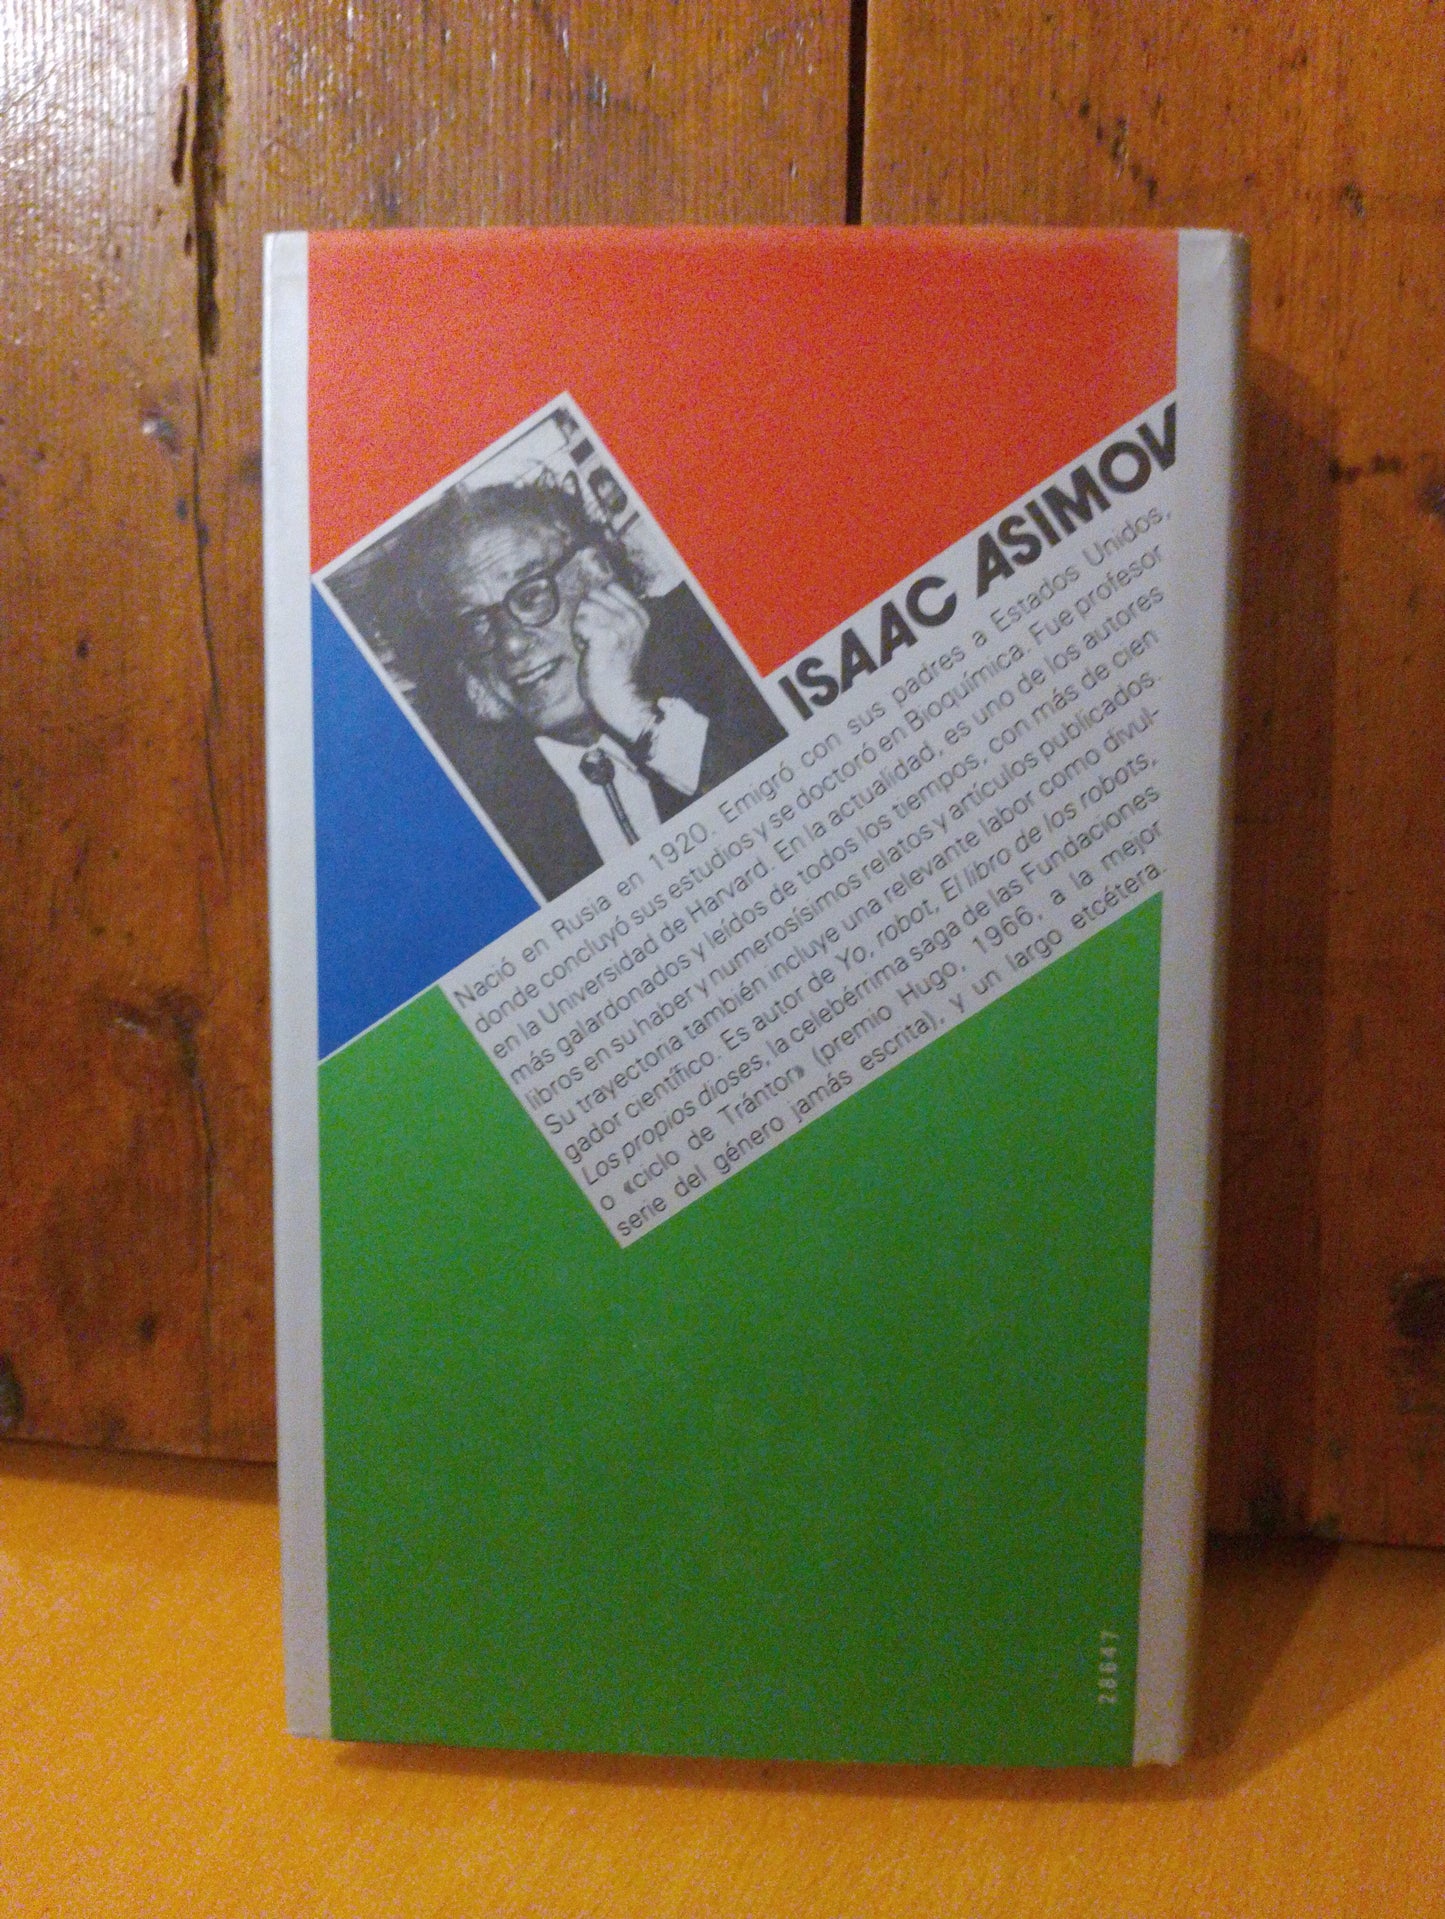 ISAAC ASIMOV
Nació en Rusia en 1920. Emigró con sus padres a Estados Unidos,
donde concluyó sus estudios y se doctoró en Bioquímica. Fue profesor
en la Universidad de Harvard. En la actualidad, es uno de los autores
más galardonados y leídos de todos los tiempos, con más de cien
libros en su haber y numerosísimos relatos y artículos publicados.
Su trayectoria también incluye una relevante labor como divul-
gador científico. Es autor de Yo, robot, El libro de los robots,
Los propios dioses, la celebérrima saga de las Fundaciones
o «ciclo de Trántor» (premio Hugo, 1966, a la mejor
serie del género jamás escrita), y un largo etcétera.
28647